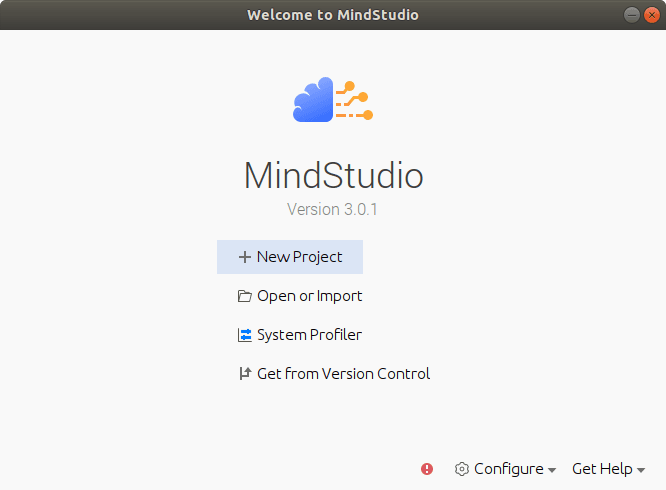 Welcome to MindStudio
MindStudio
Version 3.0.1
New Project
Open or Import
System Profiler
Get from Version Control
Configure
Get Help